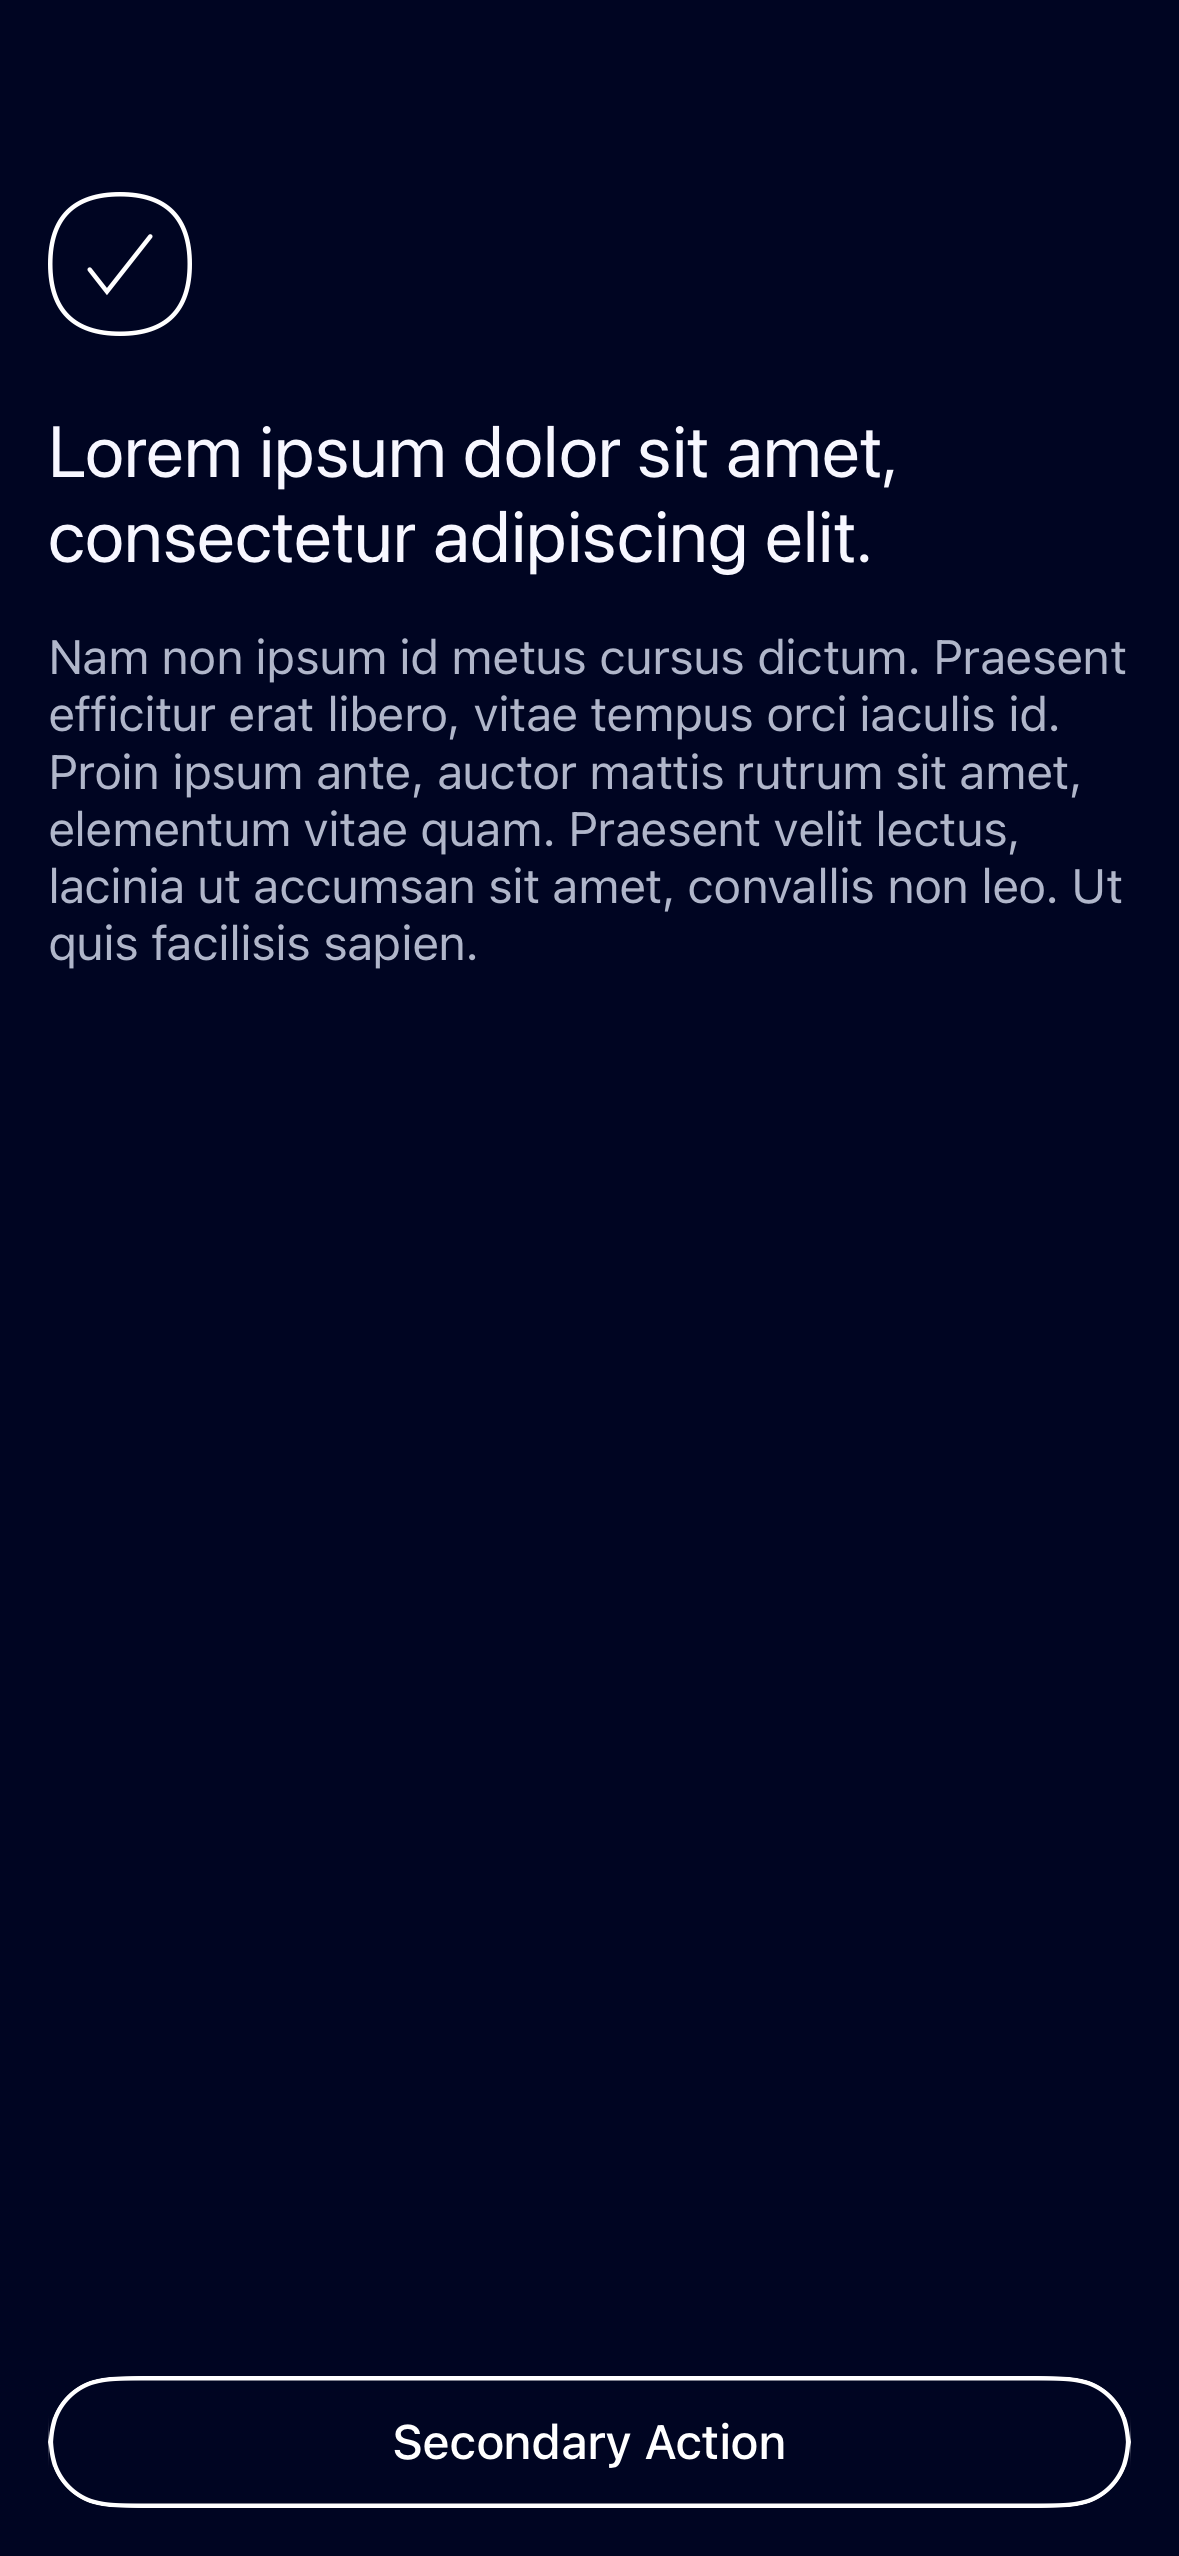 Lorem ipsum dolor sit amet,
consectetur adipiscing elit.
Nam non ipsum id metus cursus dictum. Praesent
efficitur erat libero, vitae tempus orci iaculis id.
Proin ipsum ante, auctor mattis rutrum sit amet,
elementum vitae quam. Praesent velit lectus,
lacinia ut accumsan sit amet, convallis non leo. Ut
quis facilisis sapien.
Secondary Action